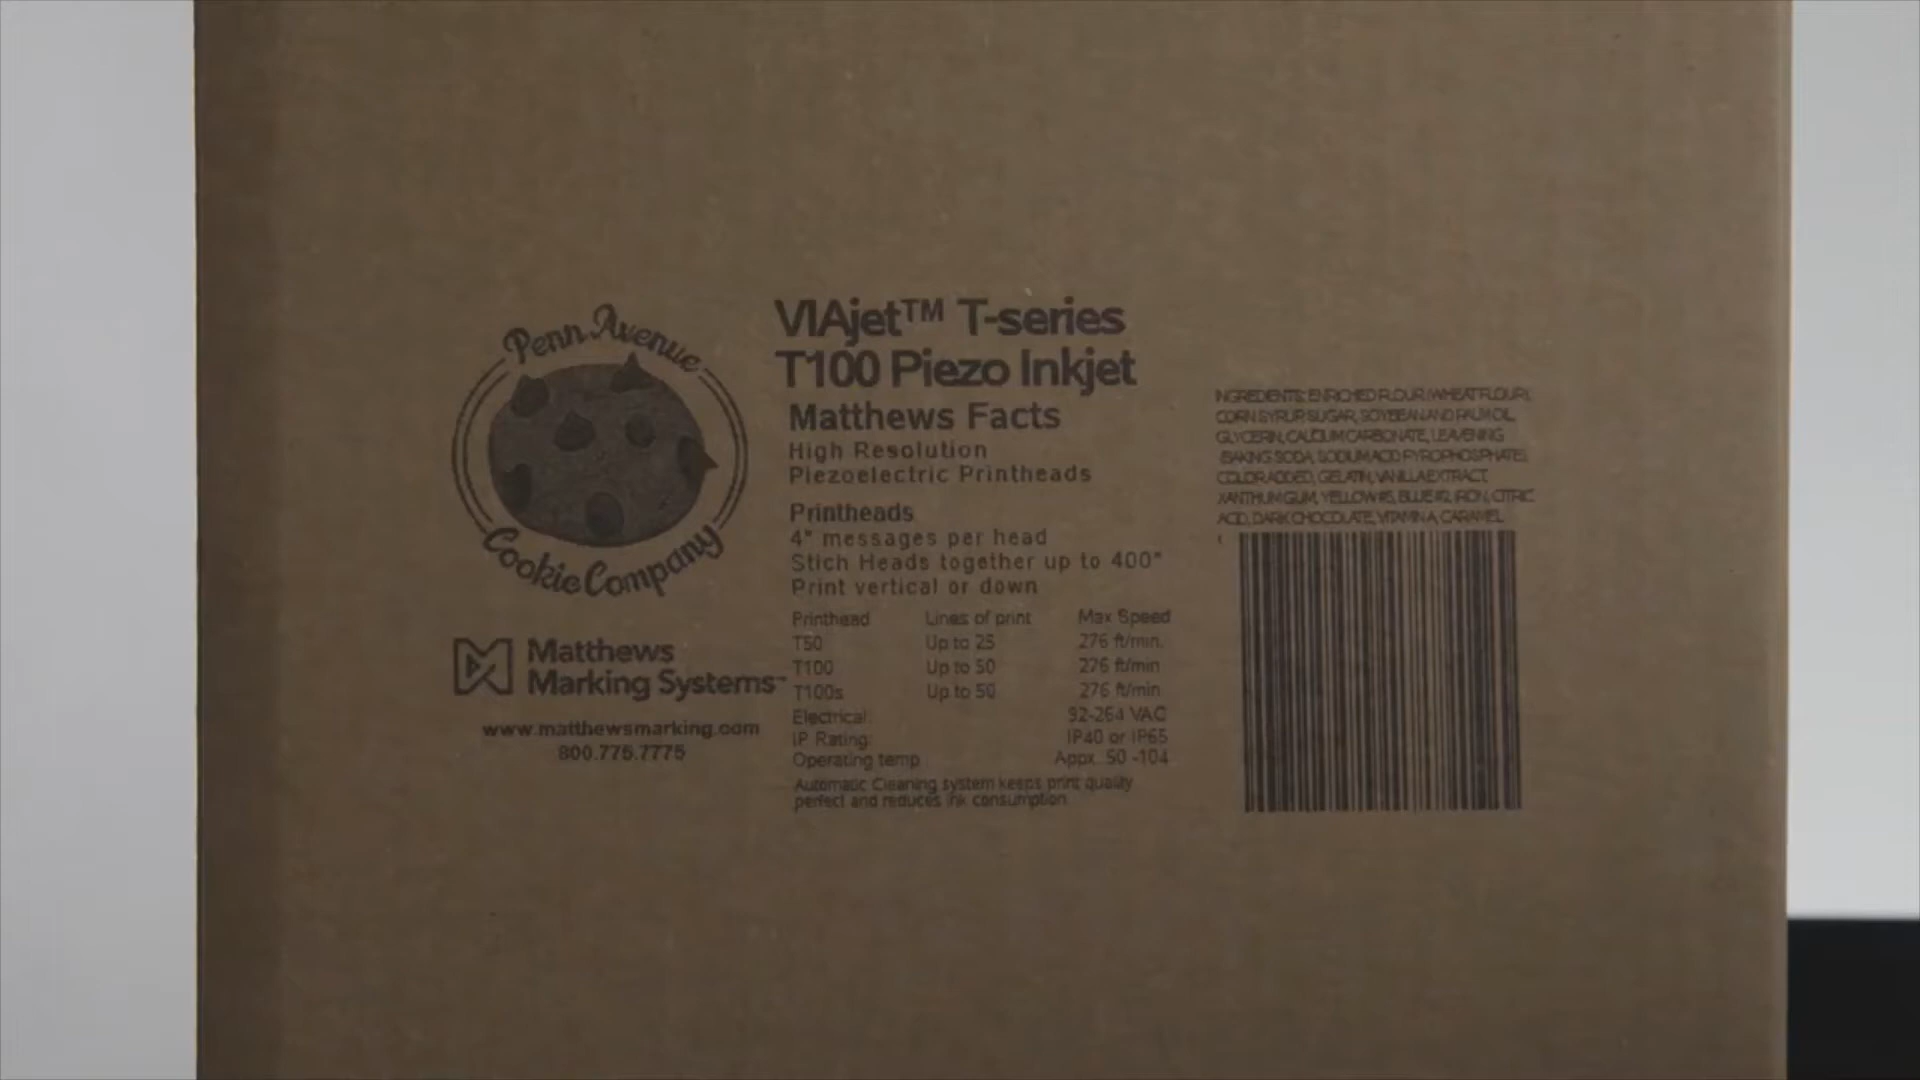 Penn Avenue
Cookie Company
Matthews
Marking Systems™
www.matthewsmarking.com
800.775.7775
VIAjet™ T-series
T100 Piezo Inkjet
Matthews Facts
High Resolution
Piezoelectric Printheads
Printheads
4" messages per head
Stich Heads together up to 400"
Print vertical or down
Printhead Lines of print Max Speed
T50 Up to 25 276 ft/min.
T100 Up to 50 276 ft/min
T100s Up to 50 276 ft/min
Electrical: 92-264 VAC
IP Rating: IP40 or IP65
Operating temp Appx. 50 -104
Automatic Cleaning system keeps print quality
perfect and reduces ink consumption
INGREDIENTS: ENRICHED FLOUR (WHEAT FLOUR),
CORN SYRUP, SUGAR, SOYBEAN AND PALM OIL,
GLYCERIN, CALCIUM CARBONATE, LEAVENING
(BAKING SODA, SODIUM ACID PYROPHOSPHATE),
COLOR ADDED, GELATIN, VANILLA EXTRACT,
XANTHUM GUM, YELLOW #5, BLUE #2, IRON, CITRIC
ACID, DARK CHOCOLATE, VITAMIN A, CARAMEL